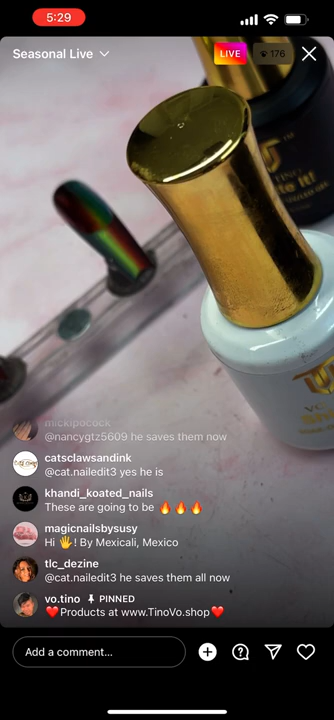 5:29
Seasonal Live
LIVE
176
mickipocock
@nancygtz5609 he saves them now
catsclawsandink
@cat.nailedit3 yes he is
khandi_koated_nails
These are going to be 🔥🔥🔥
magicnailsbysusy
Hi 🖐️! By Mexicali, Mexico
tlc_dezine
@cat.nailedit3 he saves them all now
vo.tino 📌 PINNED
❤️Products at www.TinoVo.shop❤️
Add a comment...